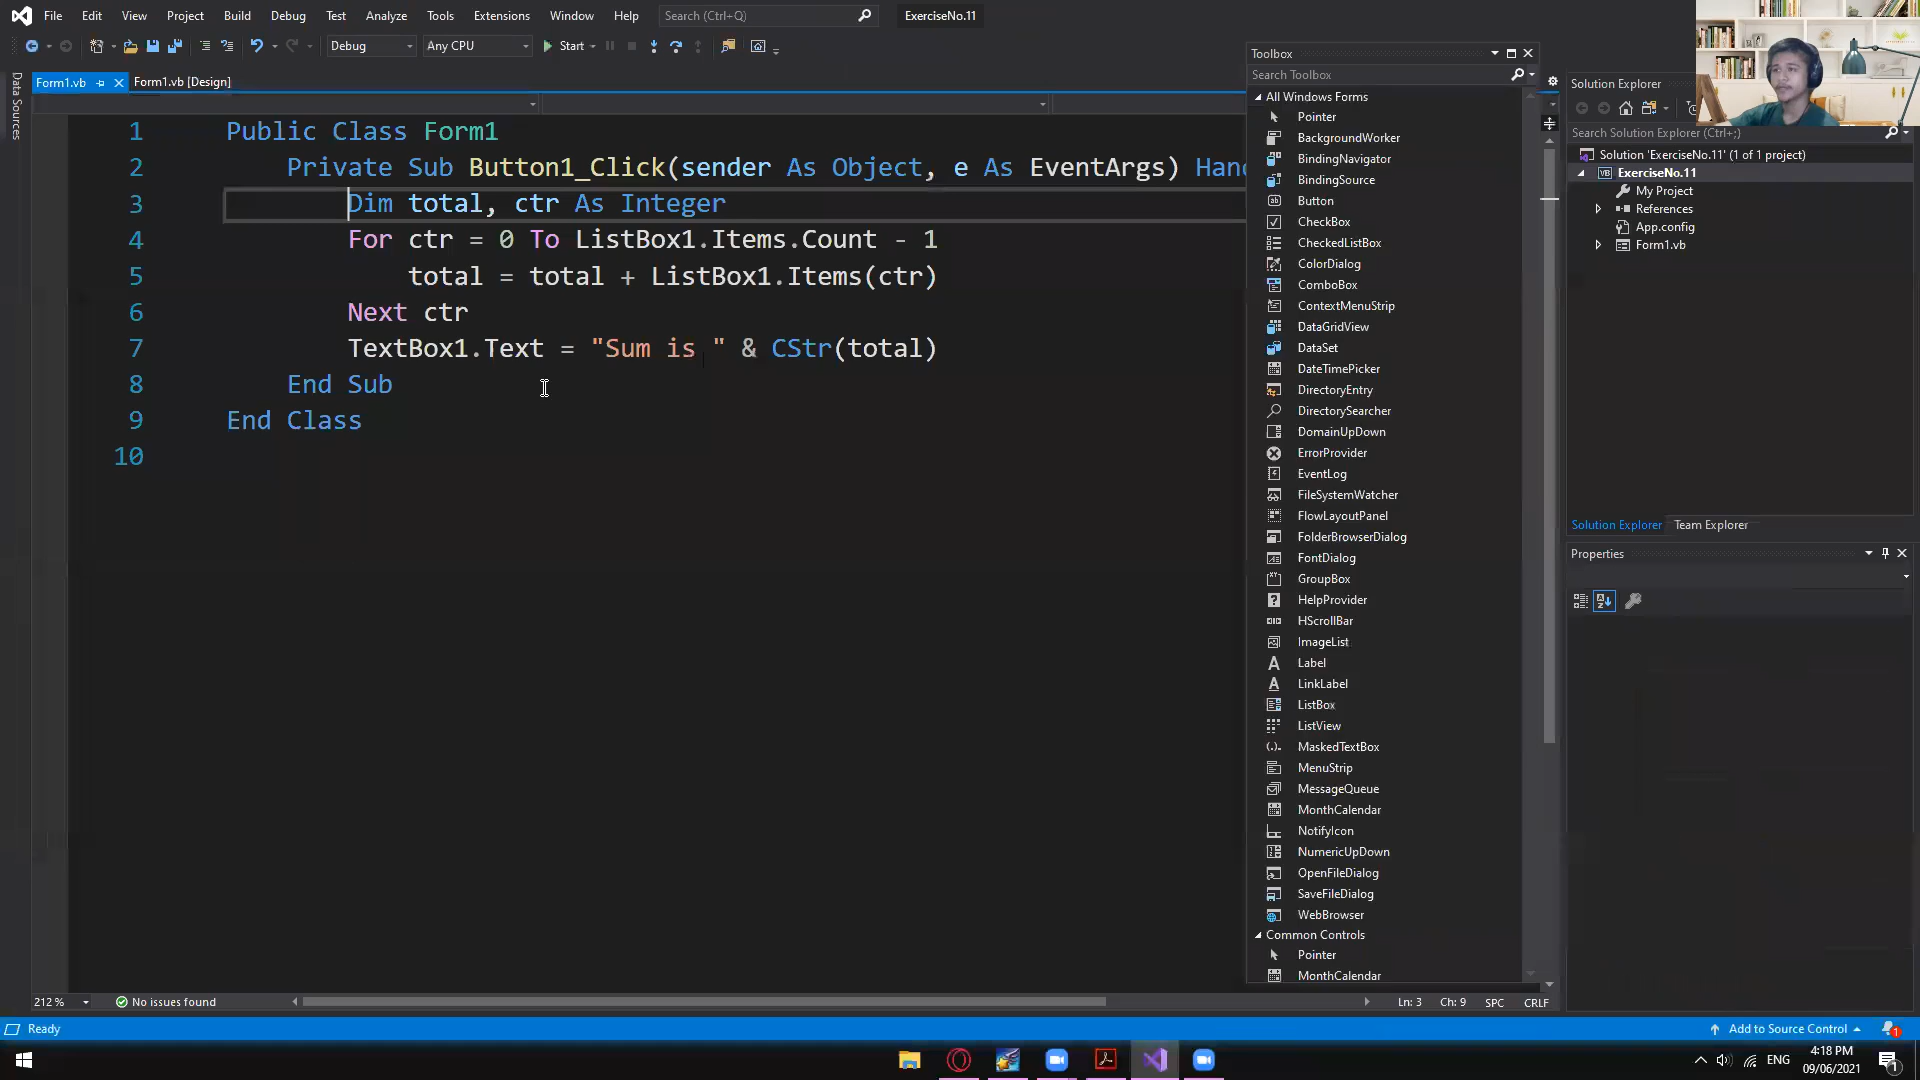 File Edit View Project Build Debug Test Analyze Tools Extensions Window Help Search (Ctrl+Q) ExerciseNo.11
Debug Any CPU Start
Form1.vb Form1.vb [Design]
Data Sources
1 Public Class Form1
2 Private Sub Button1_Click(sender As Object, e As EventArgs) Hand
3 Dim total, ctr As Integer
4 For ctr = 0 To ListBox1.Items.Count - 1
5 total = total + ListBox1.Items(ctr)
6 Next ctr
7 TextBox1.Text = "Sum is " & CStr(total)
8 End Sub
9 End Class
10
212 % No issues found Ln: 3 Ch: 9 SPC CRLF
Toolbox
Search Toolbox
All Windows Forms
Pointer
BackgroundWorker
BindingNavigator
BindingSource
Button
CheckBox
CheckedListBox
ColorDialog
ComboBox
ContextMenuStrip
DataGridView
DataSet
DateTimePicker
DirectoryEntry
DirectorySearcher
DomainUpDown
ErrorProvider
EventLog
FileSystemWatcher
FlowLayoutPanel
FolderBrowserDialog
FontDialog
GroupBox
HelpProvider
HScrollBar
ImageList
Label
LinkLabel
ListBox
ListView
MaskedTextBox
MenuStrip
MessageQueue
MonthCalendar
NotifyIcon
NumericUpDown
OpenFileDialog
SaveFileDialog
WebBrowser
Common Controls
Pointer
MonthCalendar
Solution Explorer
Search Solution Explorer (Ctrl+;)
Solution 'ExerciseNo.11' (1 of 1 project)
VB ExerciseNo.11
My Project
References
App.config
Form1.vb
Solution Explorer Team Explorer
Properties
Ready Add to Source Control 1
ENG 4:18 PM
09/06/2021 1